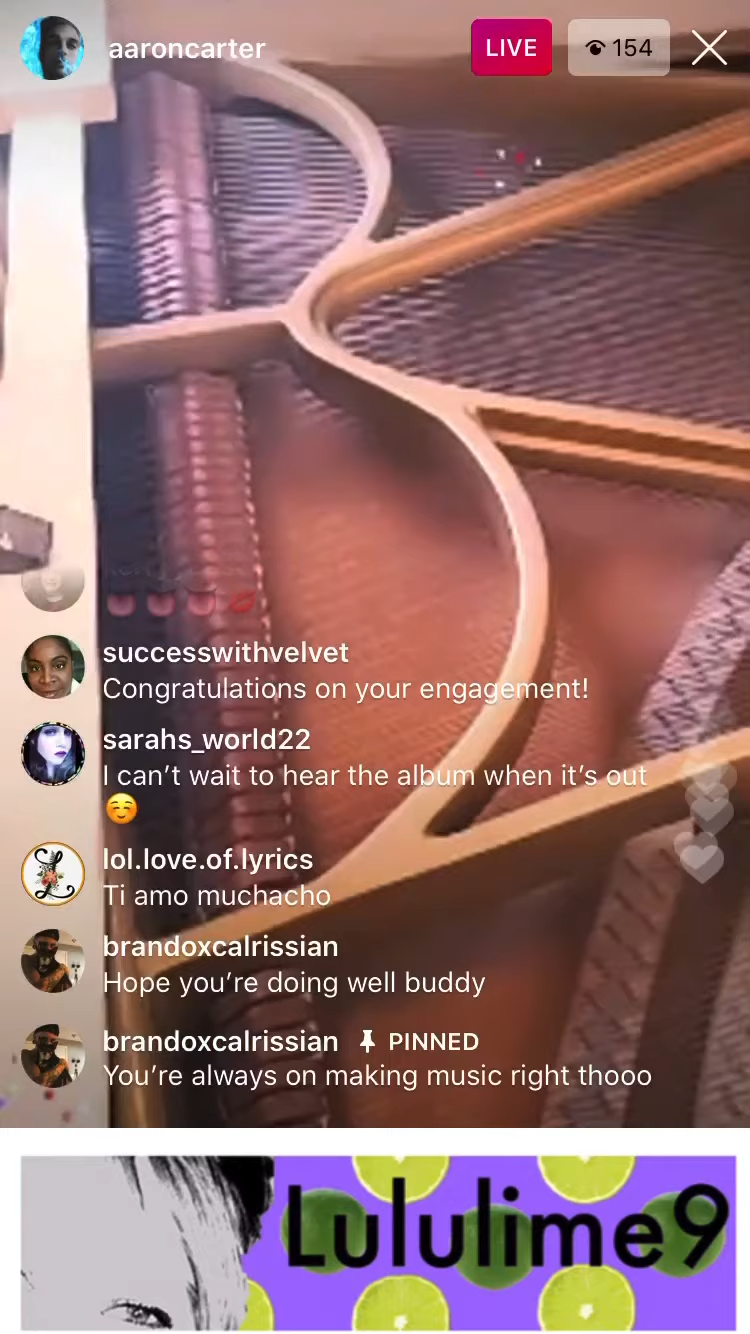 aaroncarter
LIVE
154
successwithvelvet
Congratulations on your engagement!
sarahs_world22
I can’t wait to hear the album when it’s out
☺️
lol.love.of.lyrics
Ti amo muchacho
brandoxcalrissian
Hope you’re doing well buddy
brandoxcalrissian PINNED
You’re always on making music right thooo
Lululime9